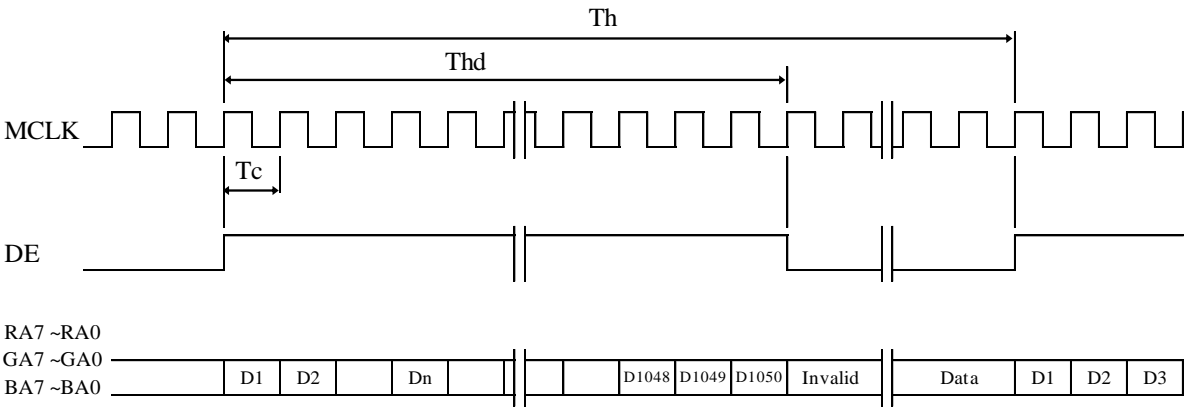 Th
Thd
MCLK
Tc
DE
RA7 ~RA0
GA7 ~GA0
BA7 ~BA0
D1 D2 Dn D1048 D1049 D1050 Invalid Data D1 D2 D3